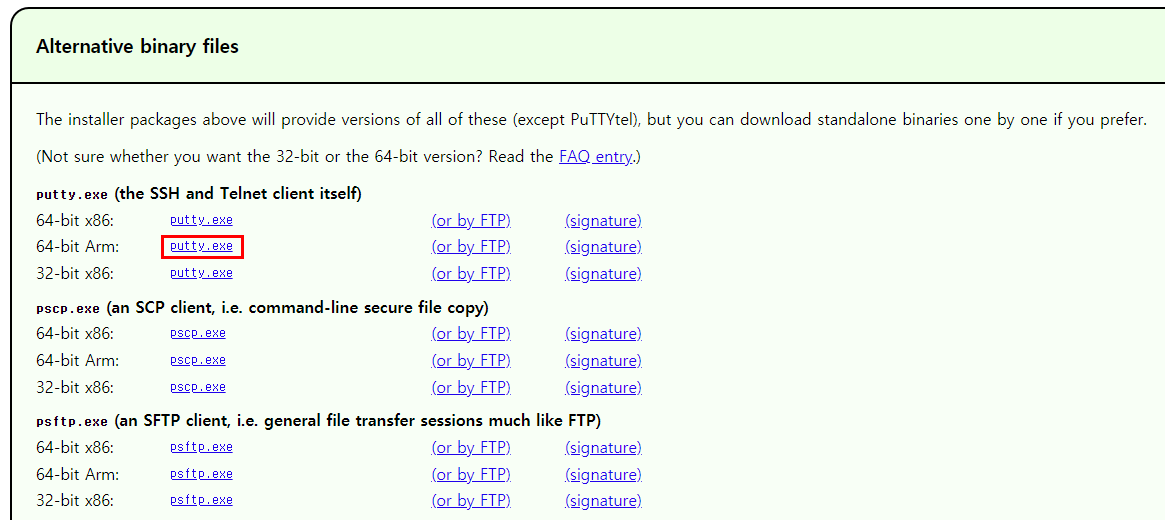 Alternative binary files
The installer packages above will provide versions of all of these (except PuTTYtel), but you can download standalone binaries one by one if you prefer.
(Not sure whether you want the 32-bit or the 64-bit version? Read the FAQ entry.)
putty.exe (the SSH and Telnet client itself)
64-bit x86: putty.exe (or by FTP) (signature)
64-bit Arm: putty.exe (or by FTP) (signature)
32-bit x86: putty.exe (or by FTP) (signature)
pscp.exe (an SCP client, i.e. command-line secure file copy)
64-bit x86: pscp.exe (or by FTP) (signature)
64-bit Arm: pscp.exe (or by FTP) (signature)
32-bit x86: pscp.exe (or by FTP) (signature)
psftp.exe (an SFTP client, i.e. general file transfer sessions much like FTP)
64-bit x86: psftp.exe (or by FTP) (signature)
64-bit Arm: psftp.exe (or by FTP) (signature)
32-bit x86: psftp.exe (or by FTP) (signature)